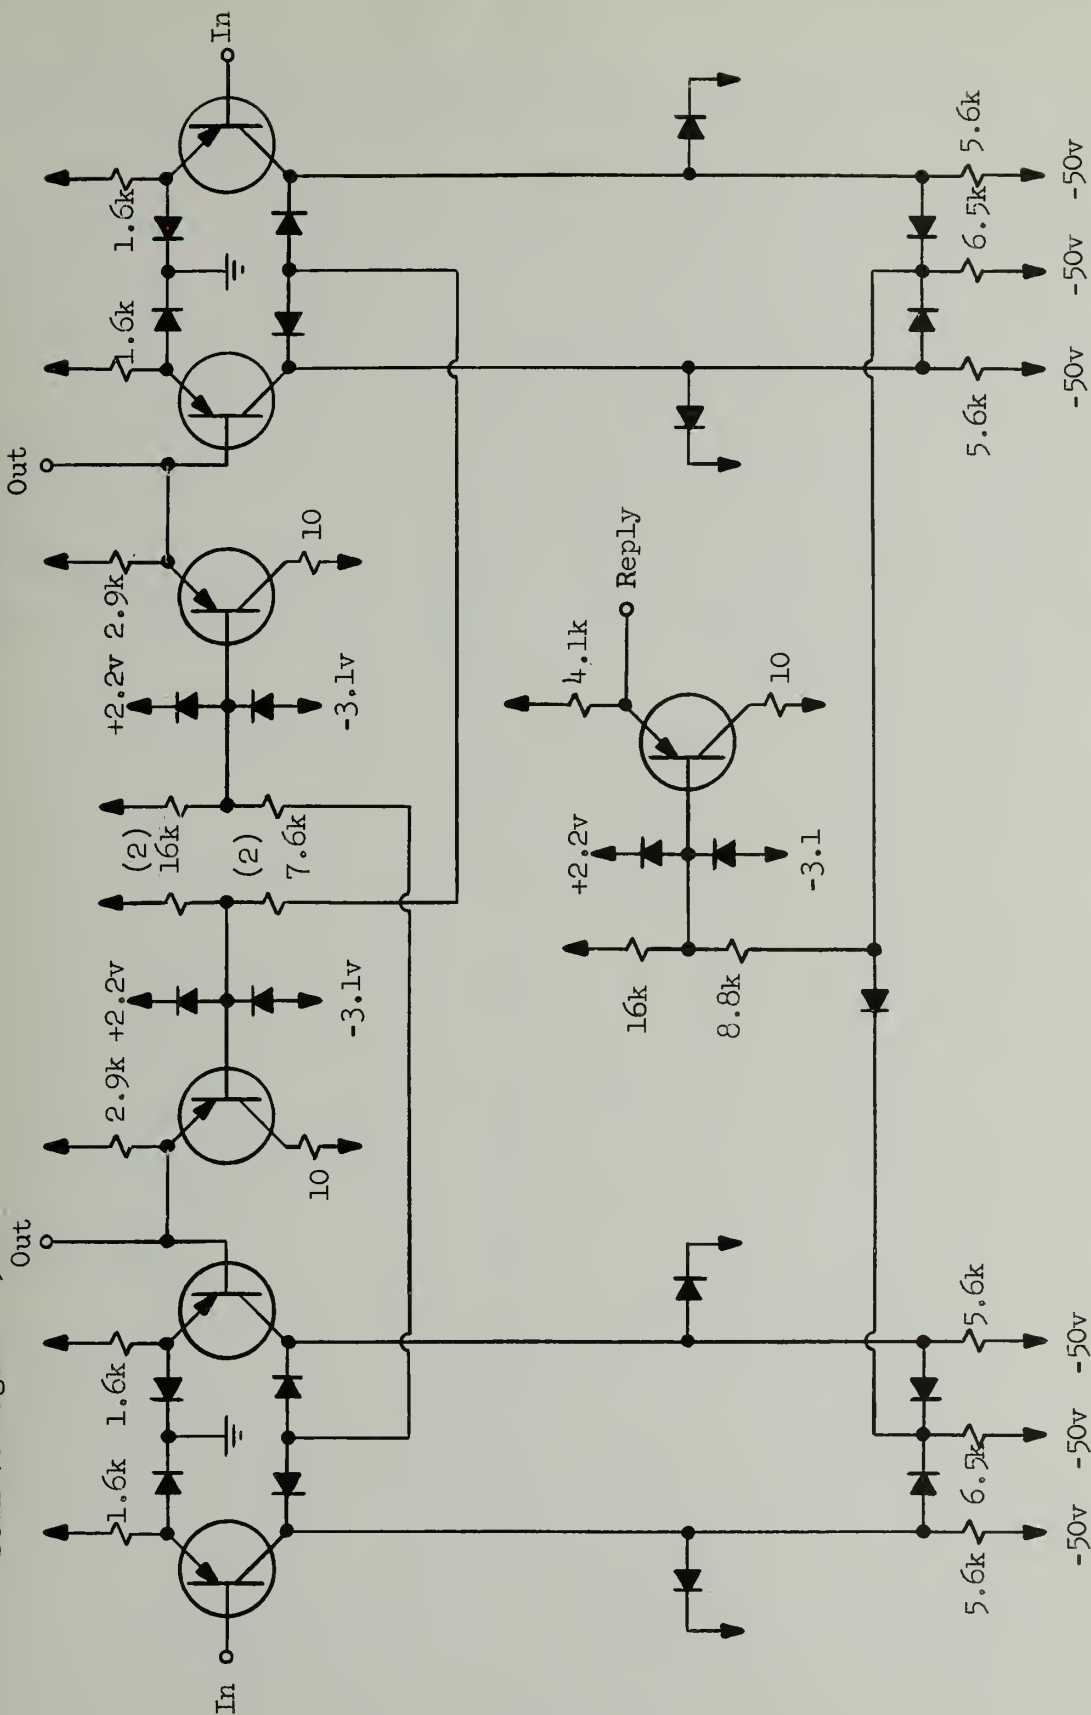 Out
Out
In
In
1.6k
1.6k
2.9k
+2.2v
(2)
16k
+2.2v
2.9k
1.6k
1.6k
(2)
7.6k
10
-3.1v
-3.1v
10
4.1k
Reply
+2.2v
16k
8.8k
-3.1
10
5.6k
6.5k
5.6k
5.6k
6.5k
5.6k
-50v
-50v
-50v
-50v
-50v
-50v